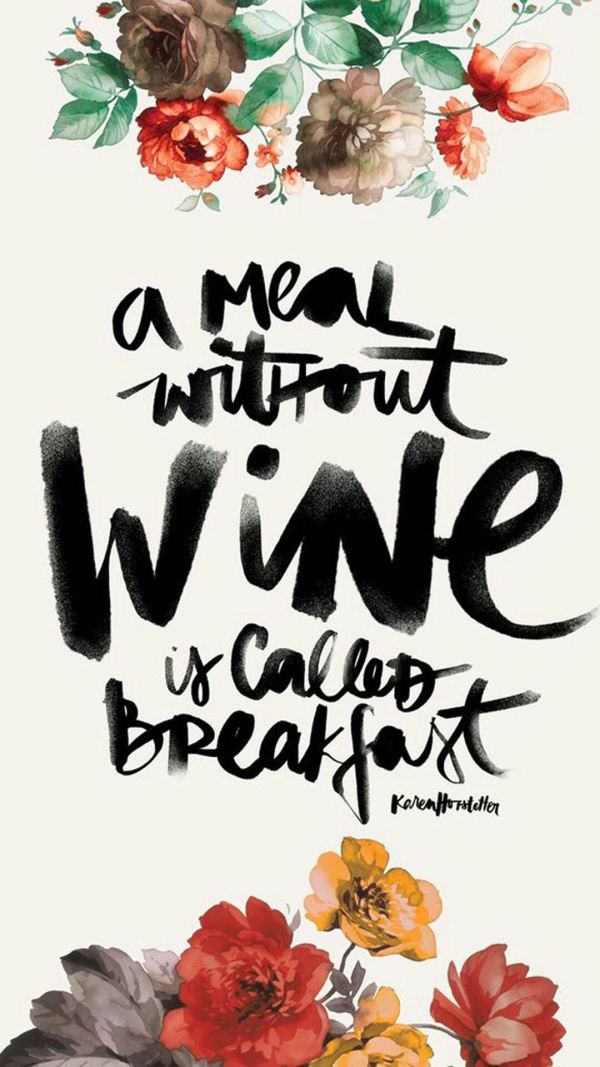 a MeaL
without
WiNe
is CaLLeD
BReakfast
KarenHofstetter